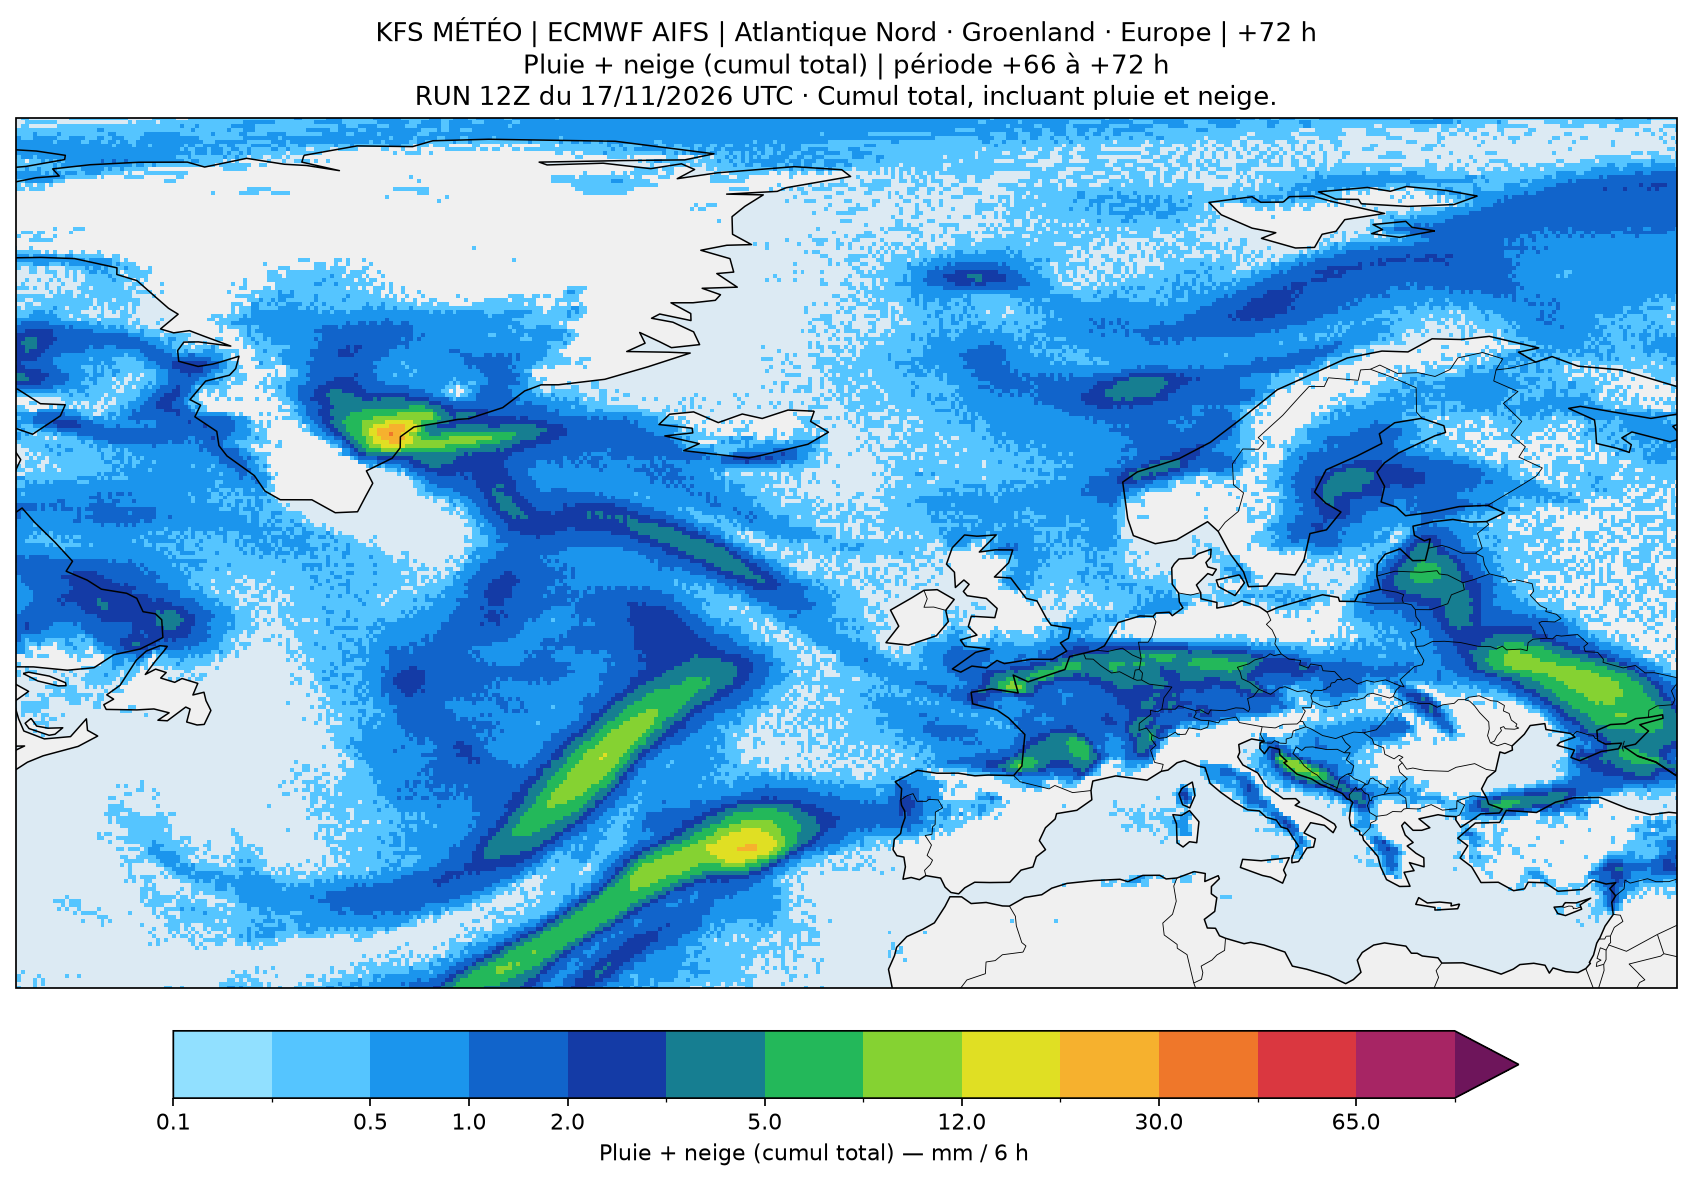 KFS MÉTÉO | ECMWF AIFS | Atlantique Nord · Groenland · Europe | +72 h
Pluie + neige (cumul total) | période +66 à +72 h
RUN 12Z du 17/11/2026 UTC · Cumul total, incluant pluie et neige.
0.1 0.5 1.0 2.0 5.0 12.0 30.0 65.0
Pluie + neige (cumul total) — mm / 6 h